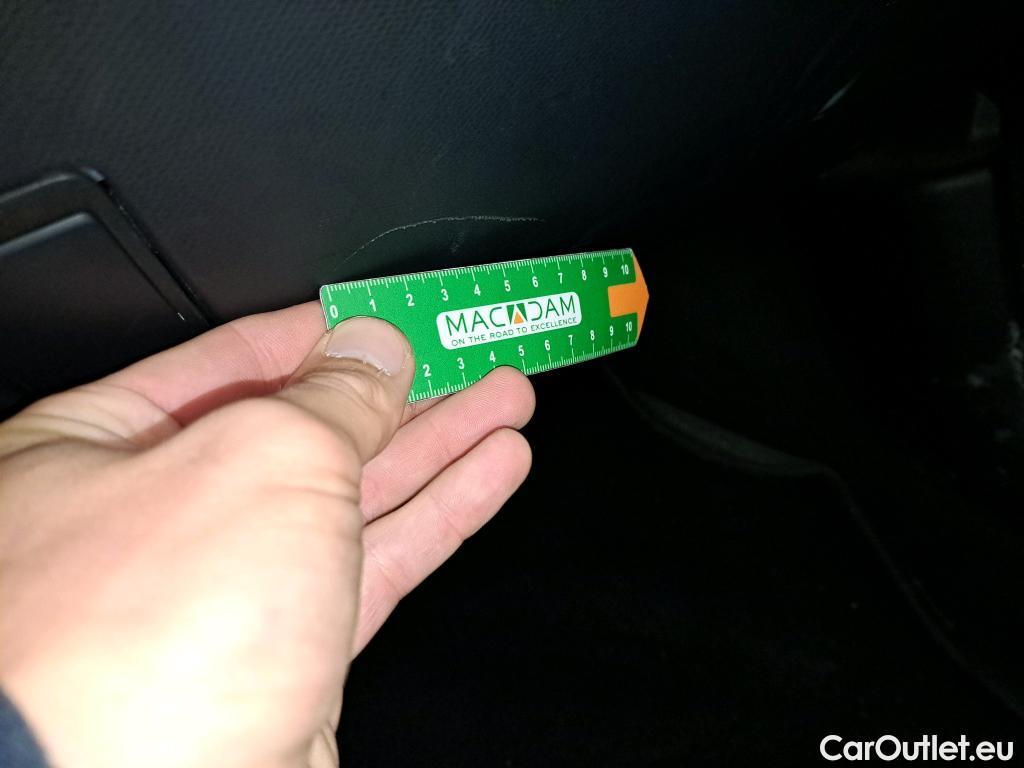 0 1 2 3 4 5 6 7 8 9 10
MACADAM
ON THE ROAD TO EXCELLENCE
2 3 4 5 6 7 8 9 10
CarOutlet.eu